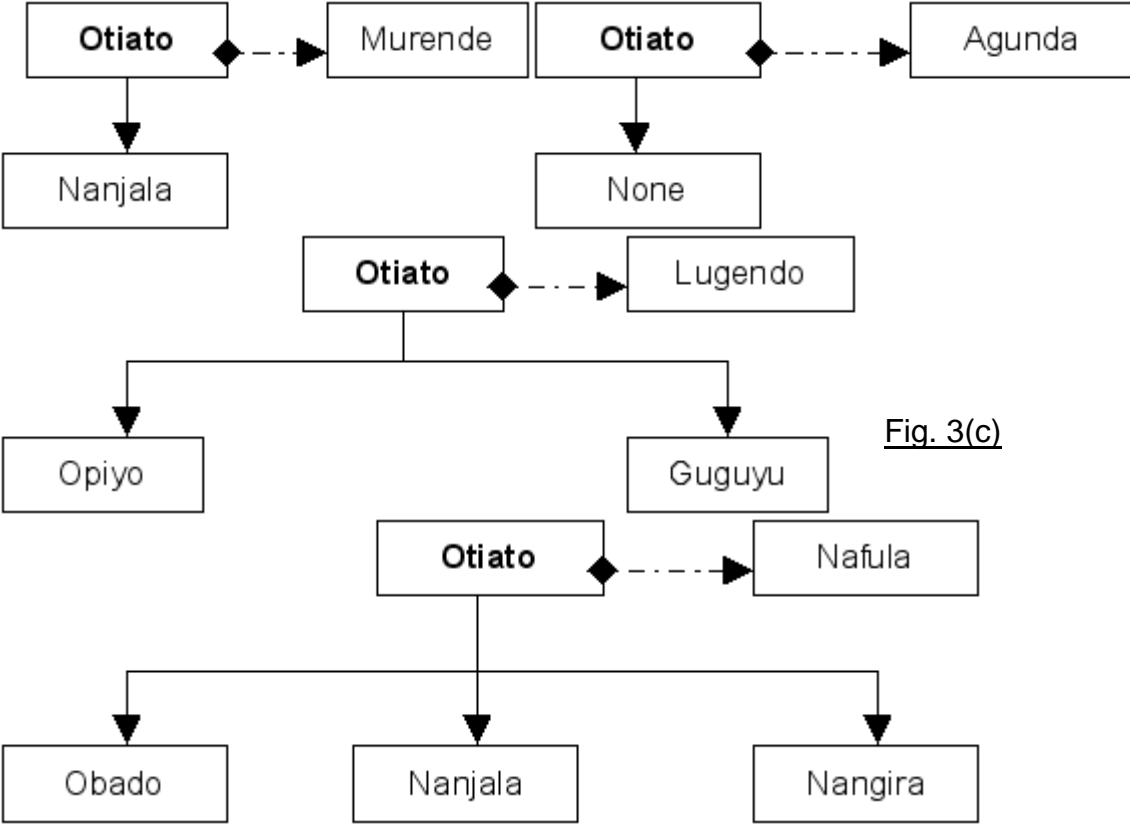 Otiato Murende Otiato Agunda
Nanjala None
Otiato Lugendo
Fig. 3(c)
Opiyo Guguyu
Otiato Nafula
Obado Nanjala Nangira